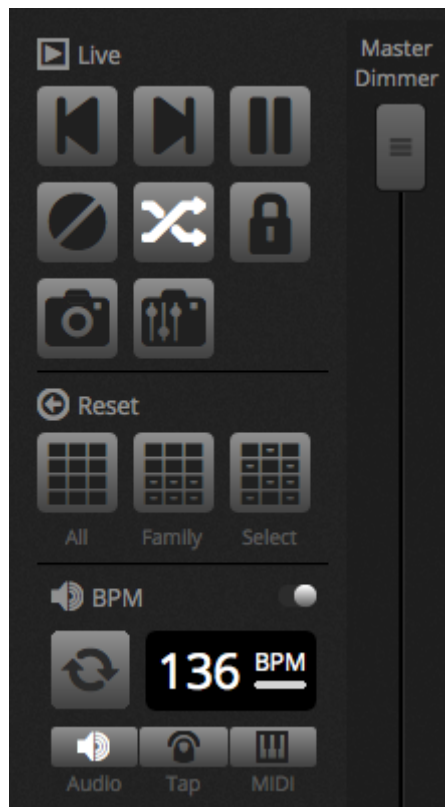 Live
Master
Dimmer
Reset
All Family Select
BPM
136 BPM
Audio Tap MIDI